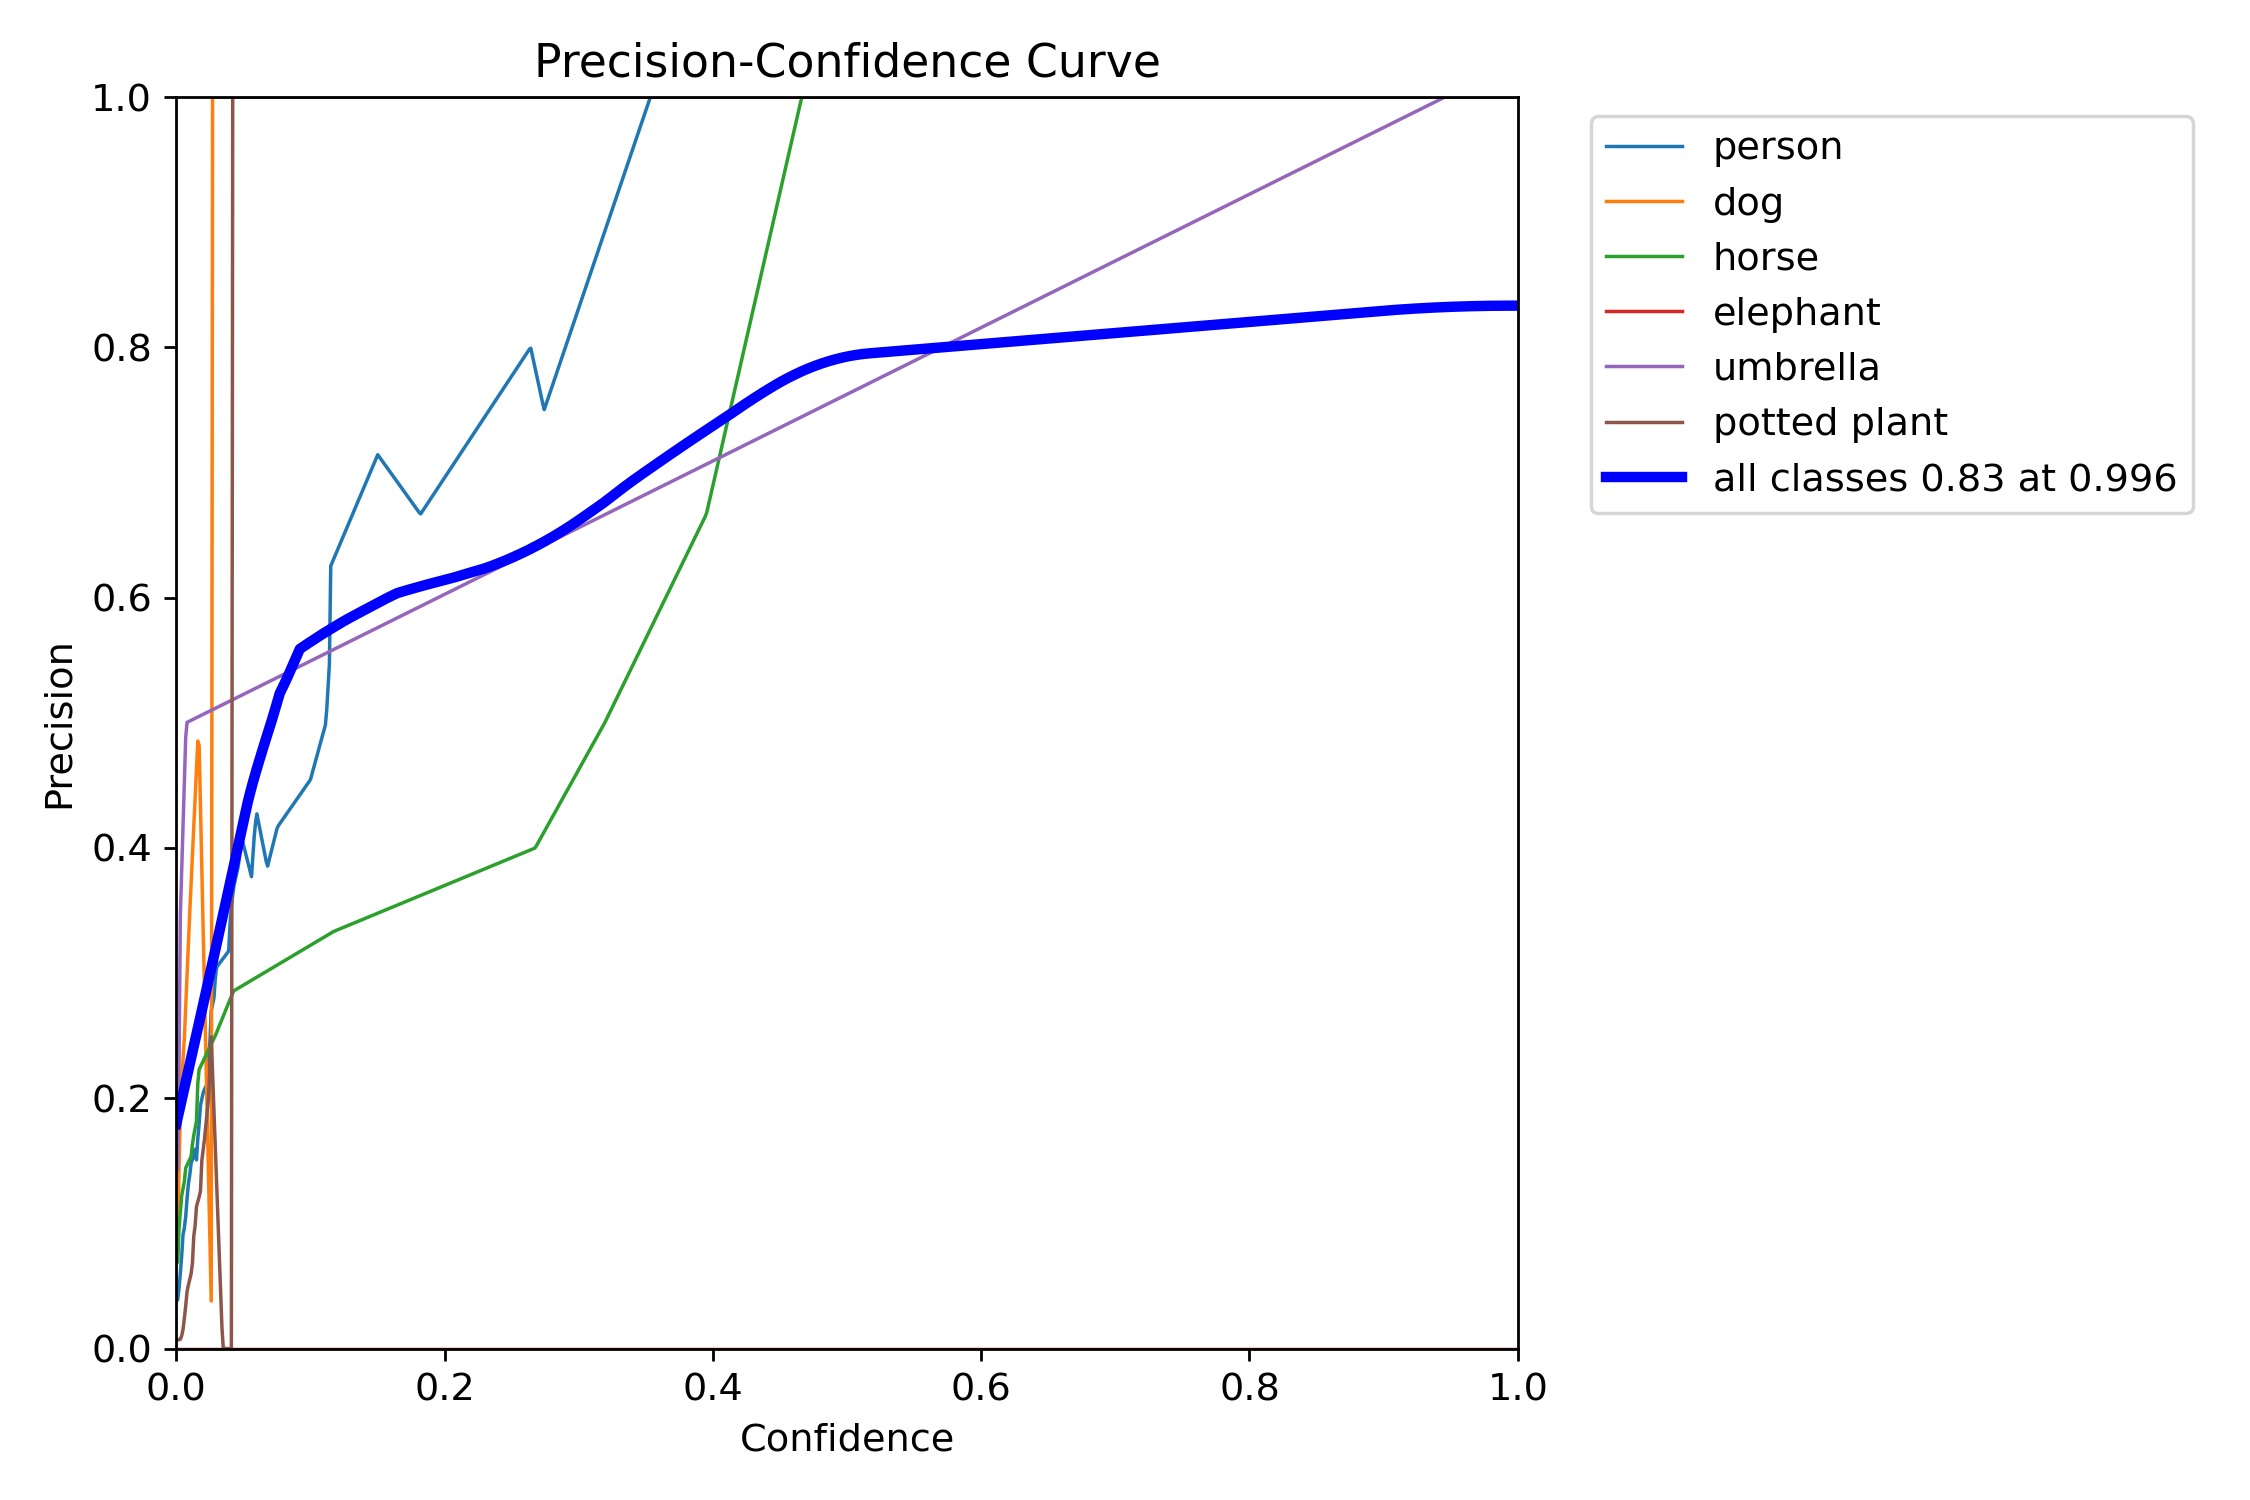 Precision-Confidence Curve
1.0
0.8
0.6
0.4
0.2
0.0
Precision
0.0 0.2 0.4 0.6 0.8 1.0
Confidence
person
dog
horse
elephant
umbrella
potted plant
all classes 0.83 at 0.996